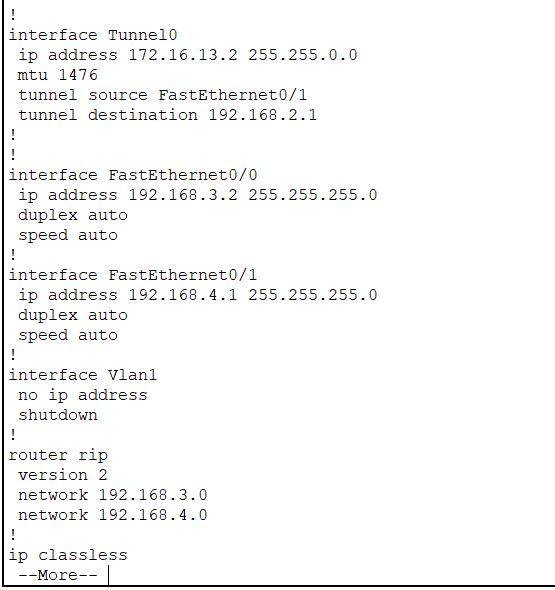 !
interface Tunnel0
 ip address 172.16.13.2 255.255.0.0
 mtu 1476
 tunnel source FastEthernet0/1
 tunnel destination 192.168.2.1
!
!
interface FastEthernet0/0
 ip address 192.168.3.2 255.255.255.0
 duplex auto
 speed auto
!
interface FastEthernet0/1
 ip address 192.168.4.1 255.255.255.0
 duplex auto
 speed auto
!
interface Vlan1
 no ip address
 shutdown
!
router rip
 version 2
 network 192.168.3.0
 network 192.168.4.0
!
ip classless
 --More--